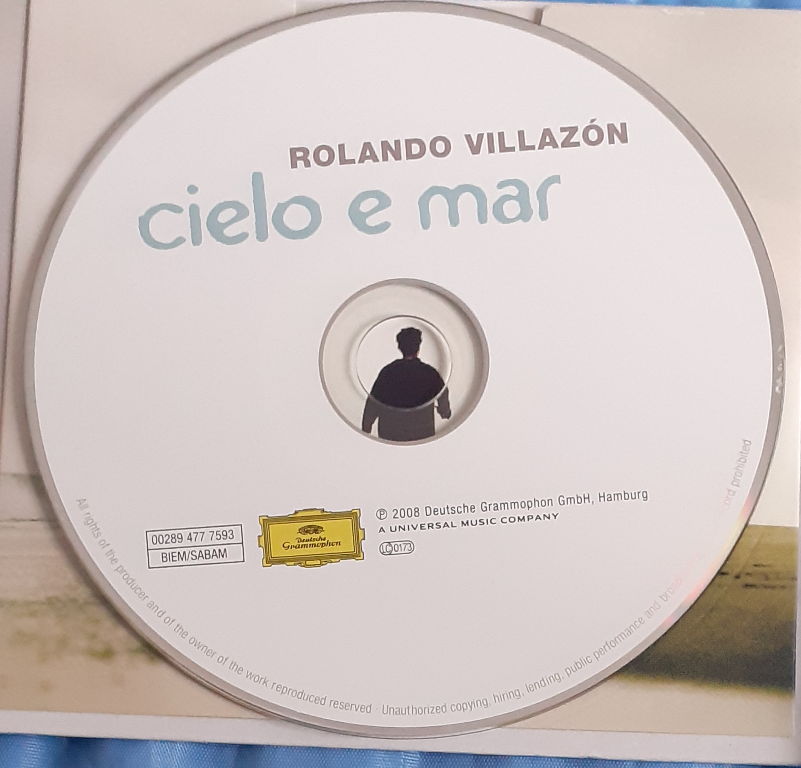 ROLANDO VILLAZÓN
cielo e mar
00289 477 7593
BIEM/SABAM
Deutsche
Grammophon
℗ 2008 Deutsche Grammophon GmbH, Hamburg
A UNIVERSAL MUSIC COMPANY
LC 0173
All rights of the producer and of the owner of the work reproduced reserved · Unauthorized copying, hiring, lending, public performance and prohibited